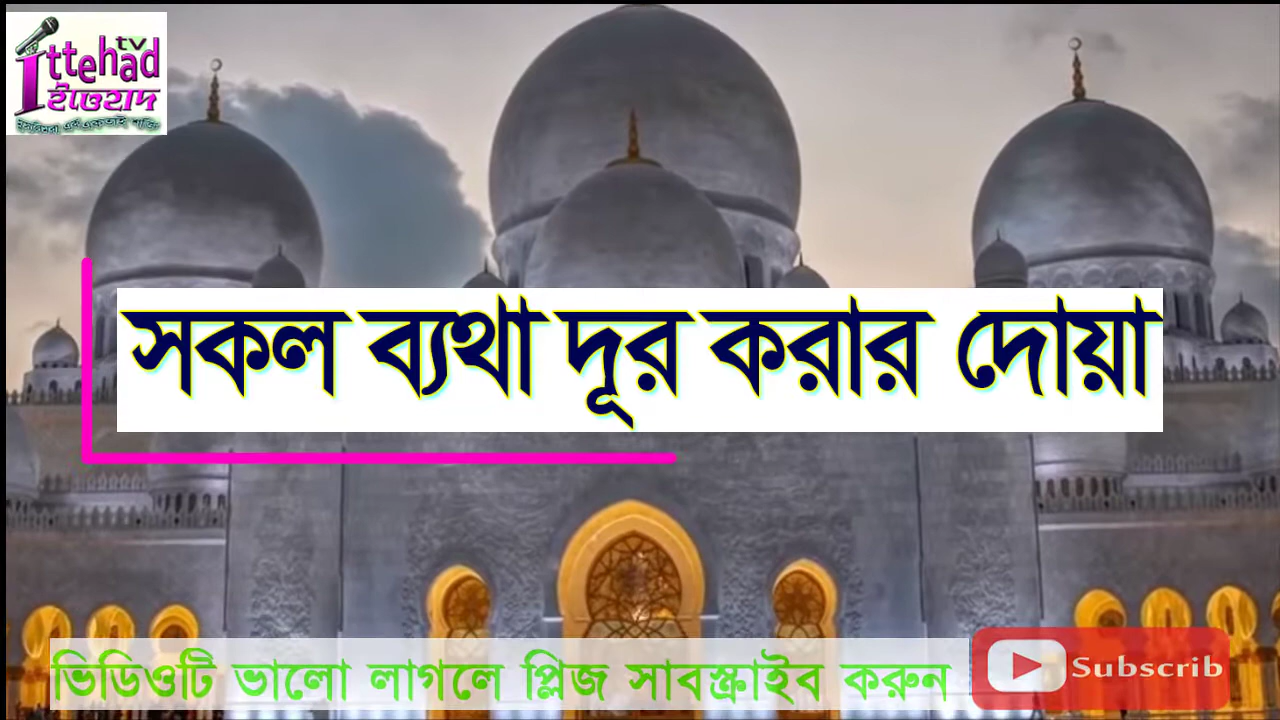 Ittehad tv
ইত্তেহাদ
সকল ব্যথা দূর করার দোয়া
ভিডিওটি ভালো লাগলে প্লিজ সাবস্ক্রাইব করুন
Subscrib